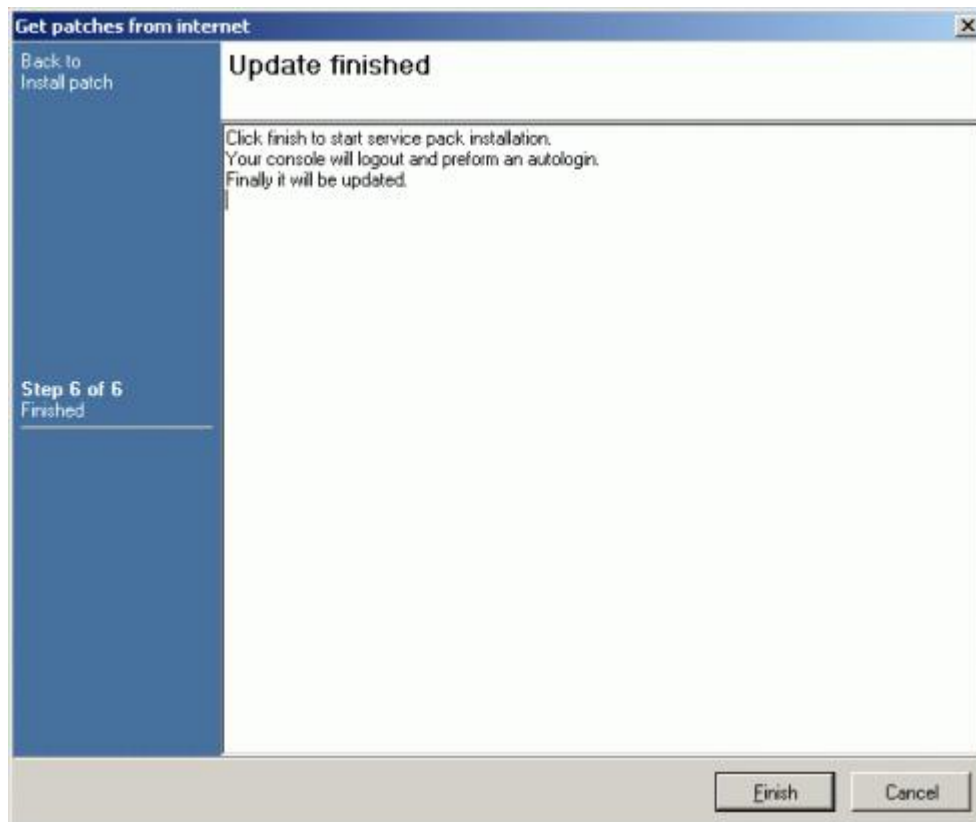 Get patches from internet
Back to
Install patch
Update finished
Click finish to start service pack installation.
Your console will logout and preform an autologin.
Finally it will be updated.
Step 6 of 6
Finished
Finish
Cancel